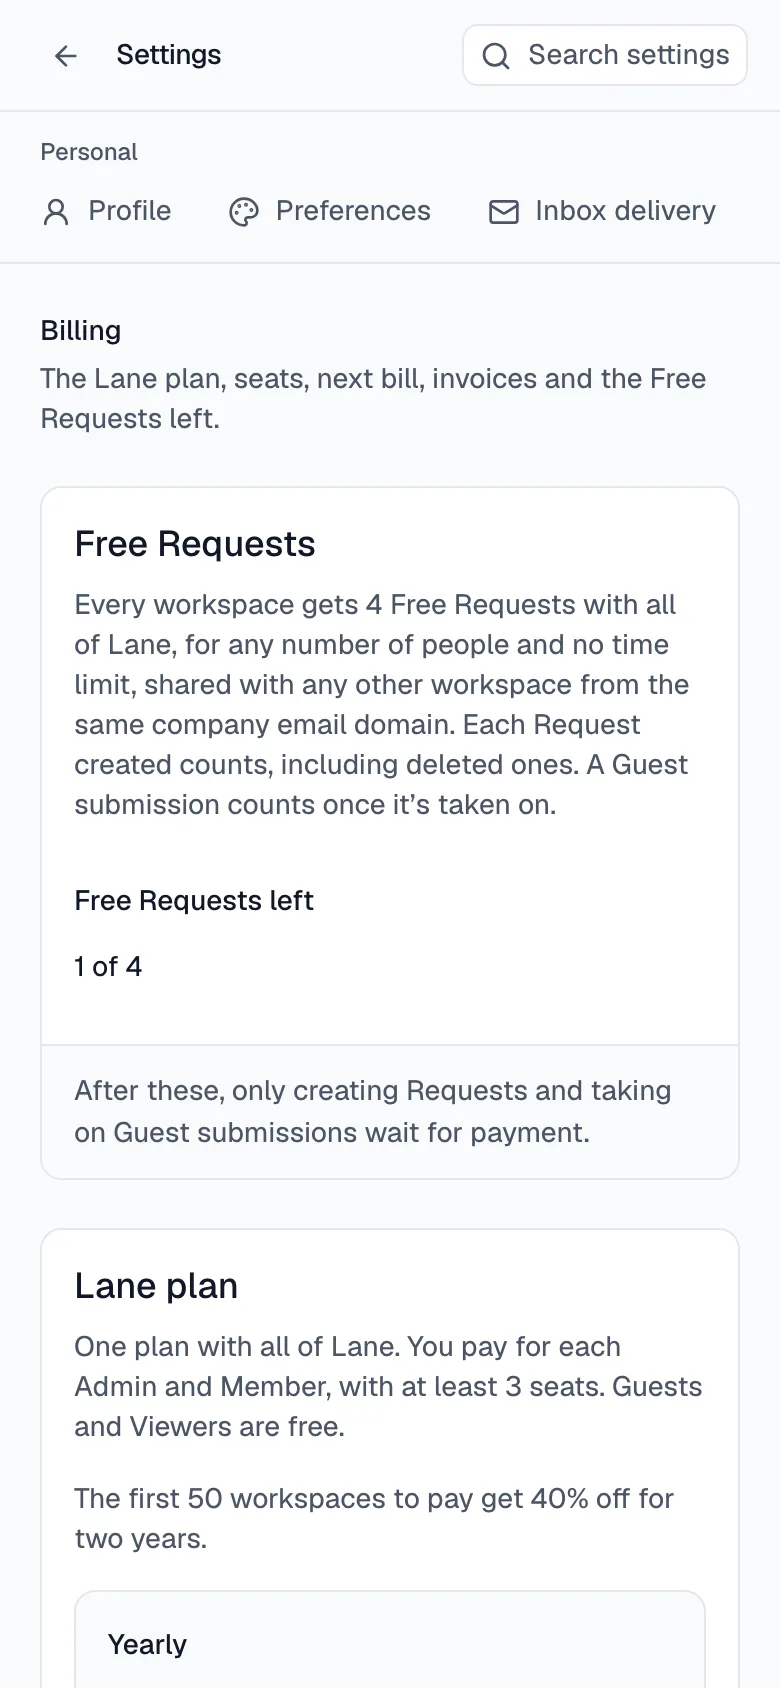 Settings
Search settings
Personal
Profile
Preferences
Inbox delivery
Billing
The Lane plan, seats, next bill, invoices and the Free
Requests left.
Free Requests
Every workspace gets 4 Free Requests with all
of Lane, for any number of people and no time
limit, shared with any other workspace from the
same company email domain. Each Request
created counts, including deleted ones. A Guest
submission counts once it’s taken on.
Free Requests left
1 of 4
After these, only creating Requests and taking
on Guest submissions wait for payment.
Lane plan
One plan with all of Lane. You pay for each
Admin and Member, with at least 3 seats. Guests
and Viewers are free.
The first 50 workspaces to pay get 40% off for
two years.
Yearly